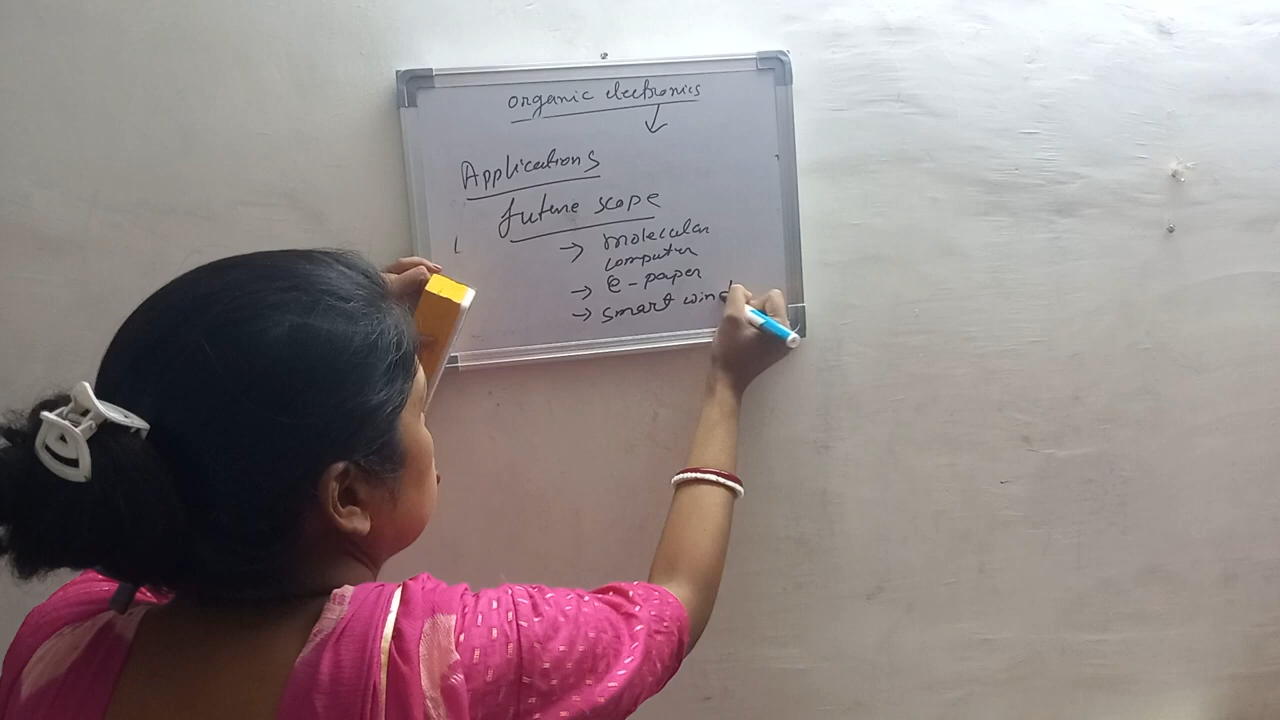 organic electronics
Applications
future scope
→ molecular
computer
→ e-paper
→ smart wind